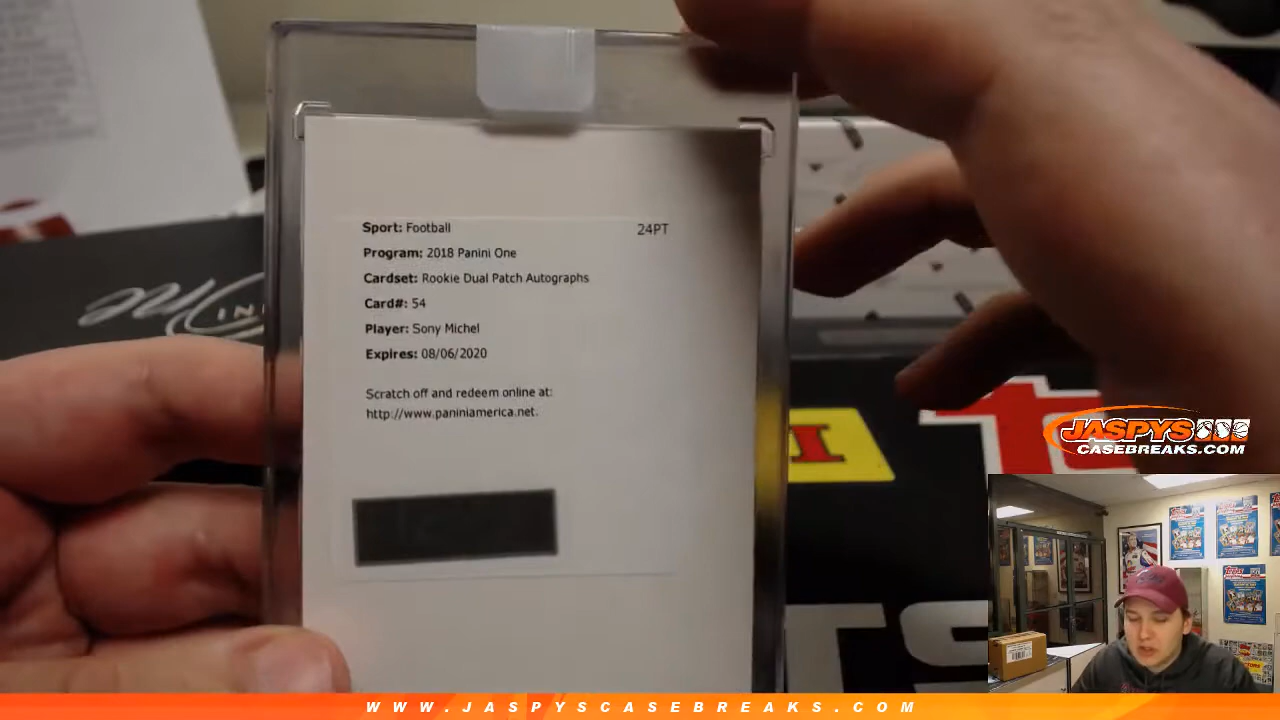 Sport: Football
24PT
Program: 2018 Panini One
Cardset: Rookie Dual Patch Autographs
Card#: 54
Player: Sony Michel
Expires: 08/06/2020
Scratch off and redeem online at:
http://www.paniniamerica.net.
JASPYS
CASEBREAKS.COM
WWW.JASPYSCASEBREAKS.COM